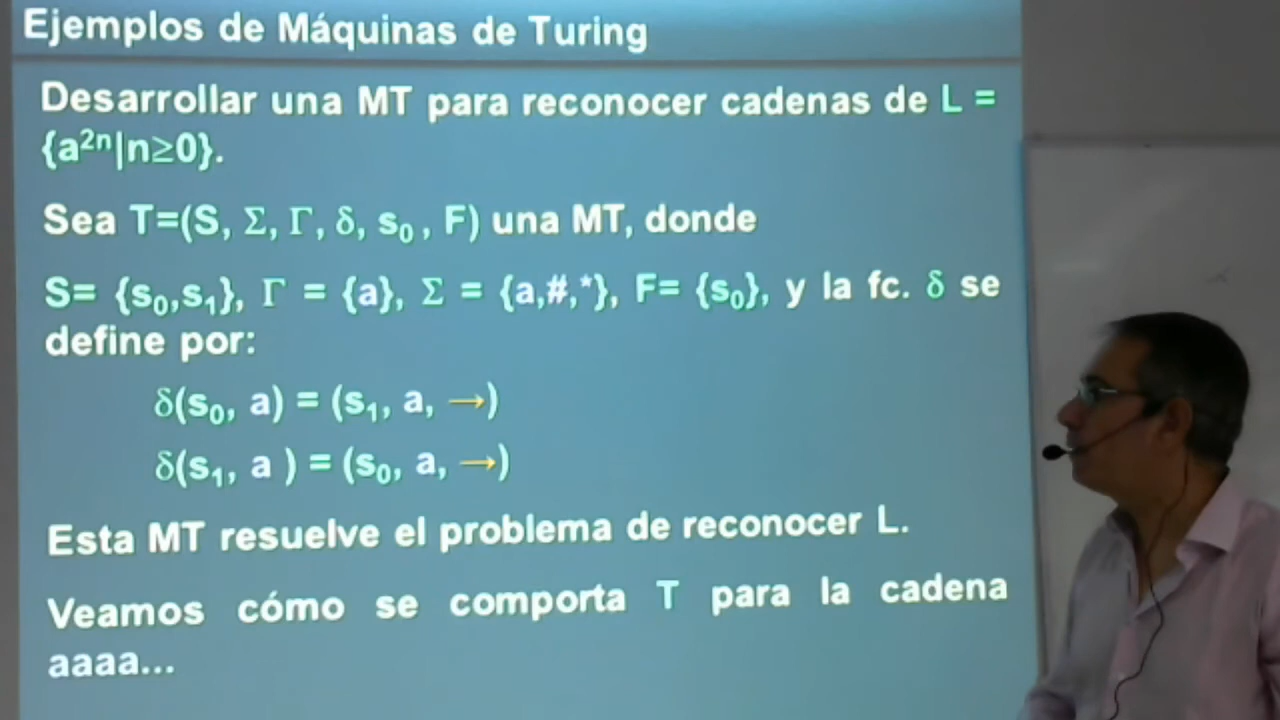 Ejemplos de Máquinas de Turing
Desarrollar una MT para reconocer cadenas de L =
{a²ⁿ|n≥0}.
Sea T=(S, Σ, Γ, δ, s₀ , F) una MT, donde
S= {s₀,s₁}, Γ = {a}, Σ = {a,#,*}, F= {s₀}, y la fc. δ se
define por:
δ(s₀, a) = (s₁, a, →)
δ(s₁, a ) = (s₀, a, →)
Esta MT resuelve el problema de reconocer L.
Veamos cómo se comporta T para la cadena
aaaa...